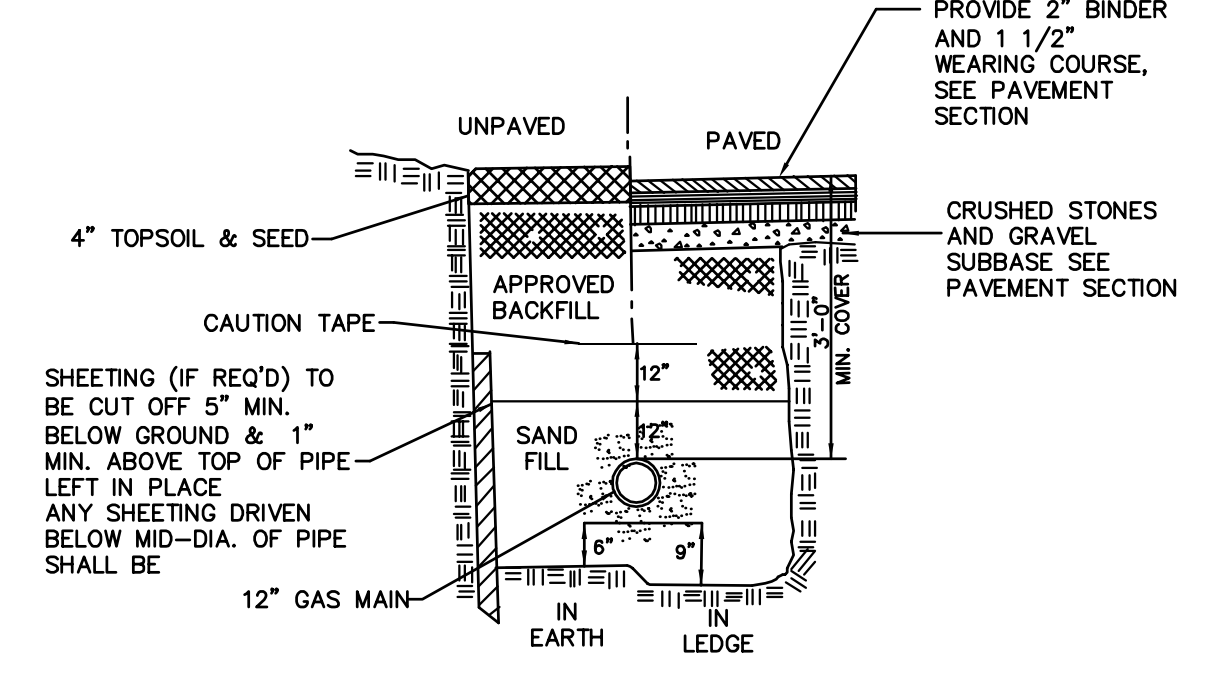 PROVIDE 2” BINDER
AND 1 1/2”
WEARING COURSE,
SEE PAVEMENT
SECTION
UNPAVED
PAVED
4” TOPSOIL & SEED
CRUSHED STONES
AND GRAVEL
SUBBASE SEE
PAVEMENT SECTION
APPROVED
BACKFILL
CAUTION TAPE
3'-0"
MIN. COVER
12”
SHEETING (IF REQ'D) TO
BE CUT OFF 5” MIN.
BELOW GROUND & 1”
MIN. ABOVE TOP OF PIPE
LEFT IN PLACE
ANY SHEETING DRIVEN
BELOW MID–DIA. OF PIPE
SHALL BE
SAND
FILL
12”
6”
9”
12” GAS MAIN
IN
EARTH
IN
LEDGE